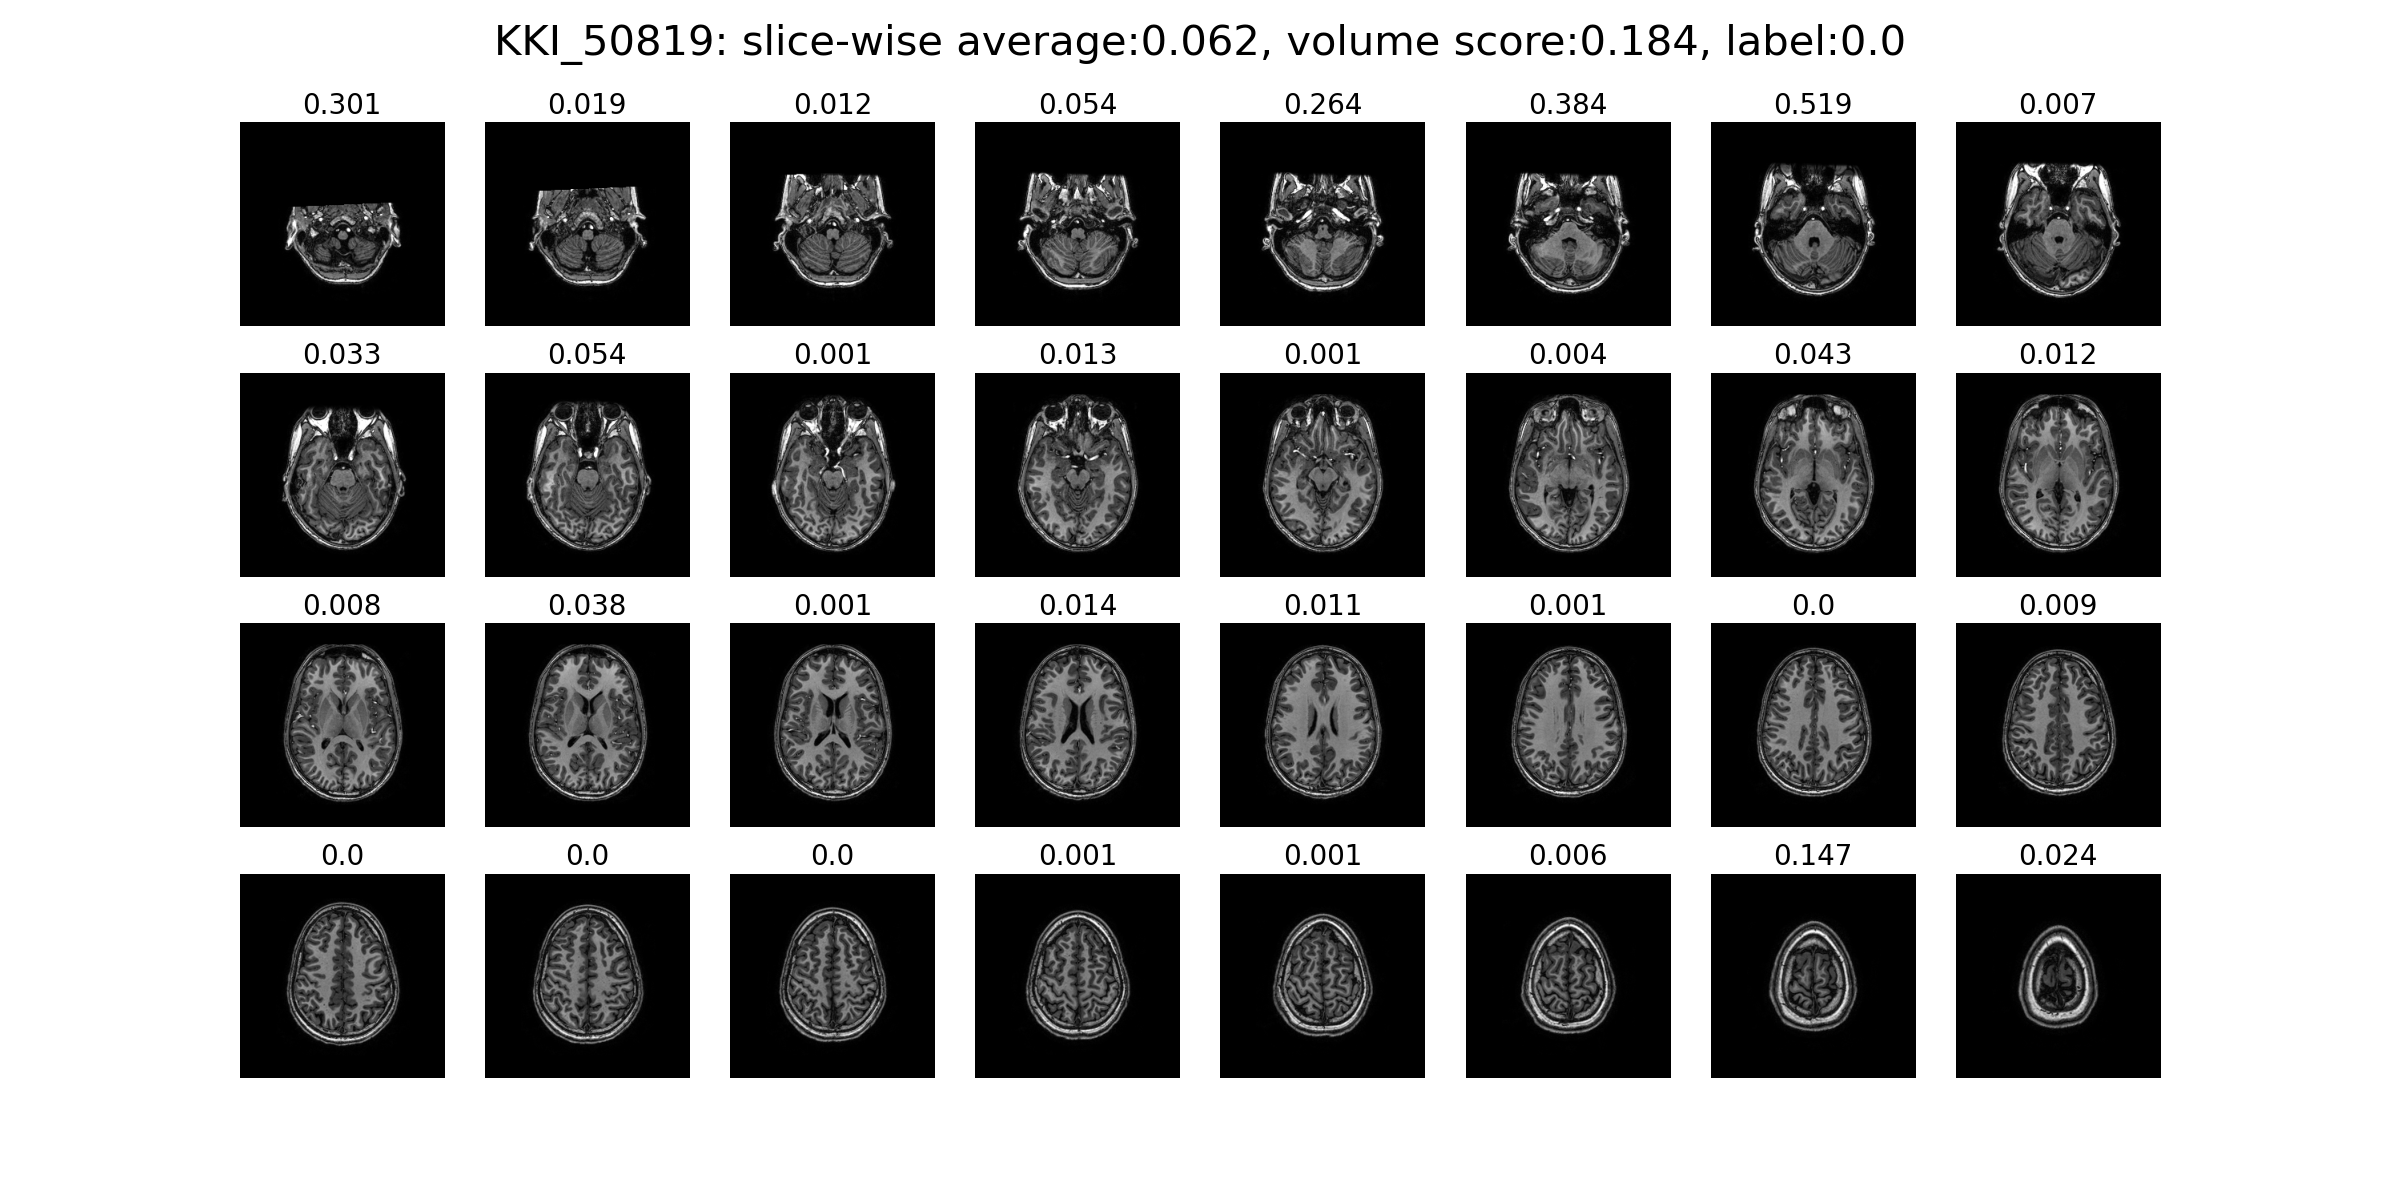 KKI_50819: slice-wise average:0.062, volume score:0.184, label:0.0
0.301 0.019 0.012 0.054 0.264 0.384 0.519 0.007
0.033 0.054 0.001 0.013 0.001 0.004 0.043 0.012
0.008 0.038 0.001 0.014 0.011 0.001 0.0 0.009
0.0 0.0 0.0 0.001 0.001 0.006 0.147 0.024